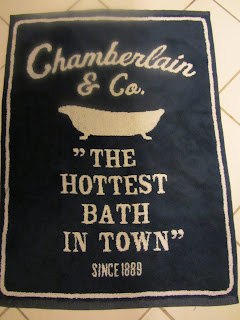 Chamberlain
& Co.
”THE
HOTTEST
BATH
IN TOWN”
SINCE 1889